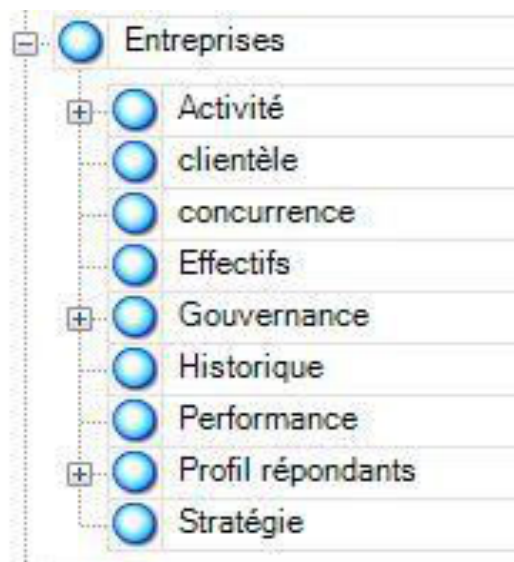 Entreprises
Activité
clientèle
concurrence
Effectifs
Gouvernance
Historique
Performance
Profil répondants
Stratégie